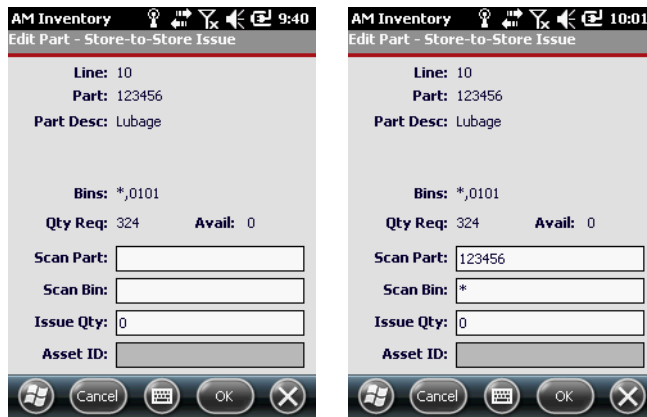 AM Inventory 9:40
Edit Part - Store-to-Store Issue
Line: 10
Part: 123456
Part Desc: Lubage
Bins: *,0101
Qty Req: 324 Avail: 0
Scan Part:
Scan Bin:
Issue Qty: 0
Asset ID:
Cancel OK
AM Inventory 10:01
Edit Part - Store-to-Store Issue
Line: 10
Part: 123456
Part Desc: Lubage
Bins: *,0101
Qty Req: 324 Avail: 0
Scan Part: 123456
Scan Bin: *
Issue Qty: 0
Asset ID:
Cancel OK